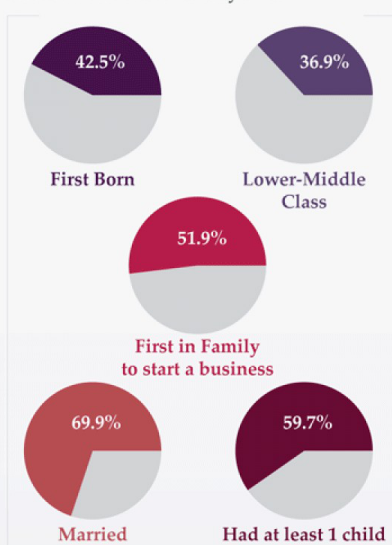 42.5%
36.9%
First Born
Lower-Middle
Class
51.9%
First in Family
to start a business
69.9%
59.7%
Married
Had at least 1 child